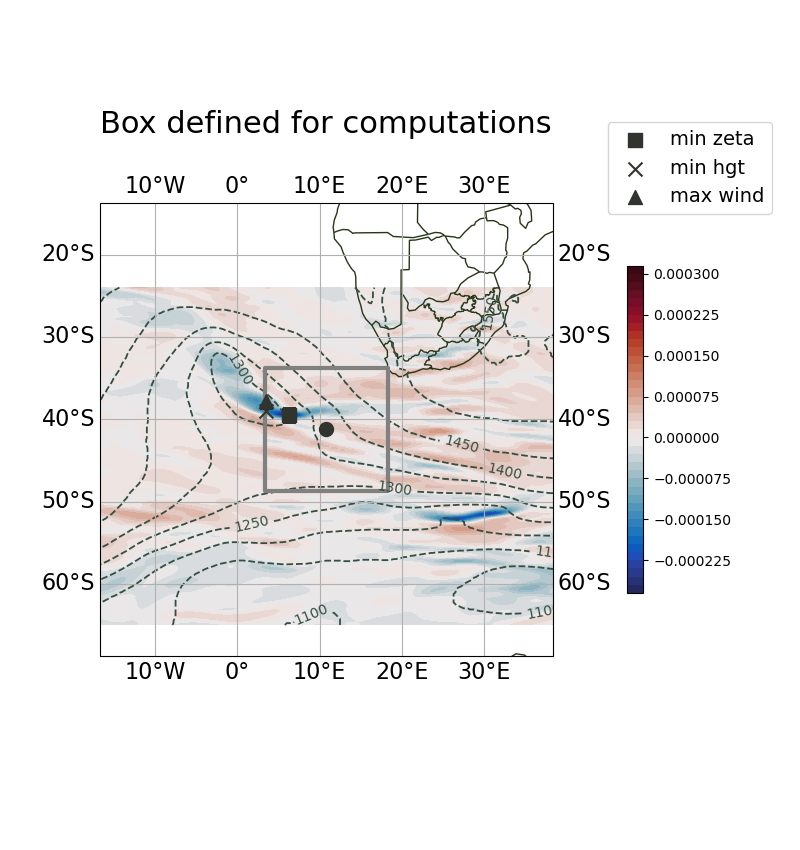 Box defined for computations
min zeta
min hgt
max wind
10°W 0° 10°E 20°E 30°E
20°S 20°S
30°S 30°S
40°S 40°S
50°S 50°S
60°S 60°S
10°W 0° 10°E 20°E 30°E
1300
1450
1400
1300
1250
11
1100
110
0.000300
0.000225
0.000150
0.000075
0.000000
−0.000075
−0.000150
−0.000225